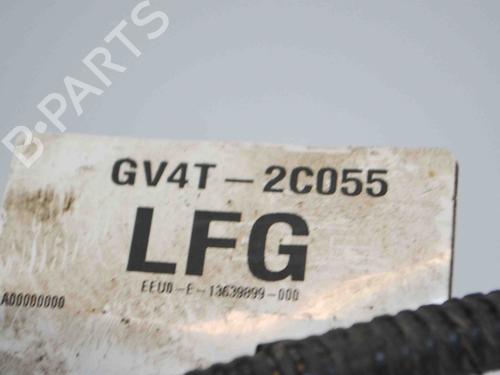 B-PARTS
GV4T-2C055
LFG
EEU0-E-13639899-000
A00000000